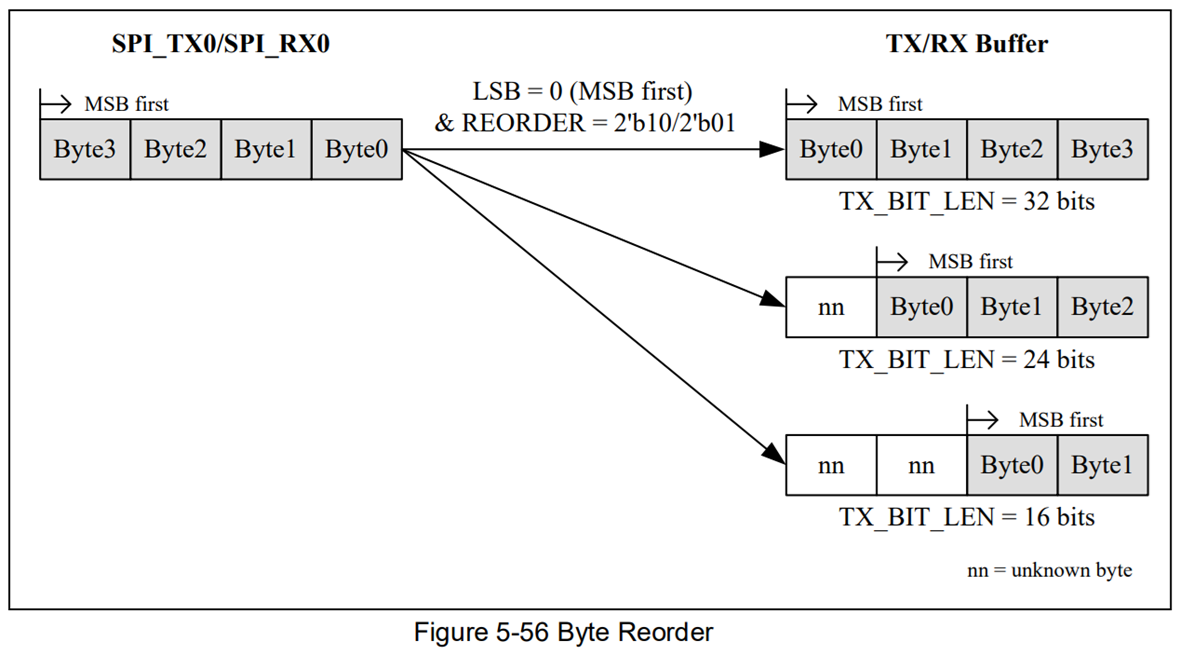 SPI_TX0/SPI_RX0
TX/RX Buffer
MSB first
LSB = 0 (MSB first)
& REORDER = 2'b10/2'b01
MSB first
Byte3 Byte2 Byte1 Byte0
Byte0 Byte1 Byte2 Byte3
TX_BIT_LEN = 32 bits
MSB first
nn Byte0 Byte1 Byte2
TX_BIT_LEN = 24 bits
MSB first
nn nn Byte0 Byte1
TX_BIT_LEN = 16 bits
nn = unknown byte
Figure 5-56 Byte Reorder